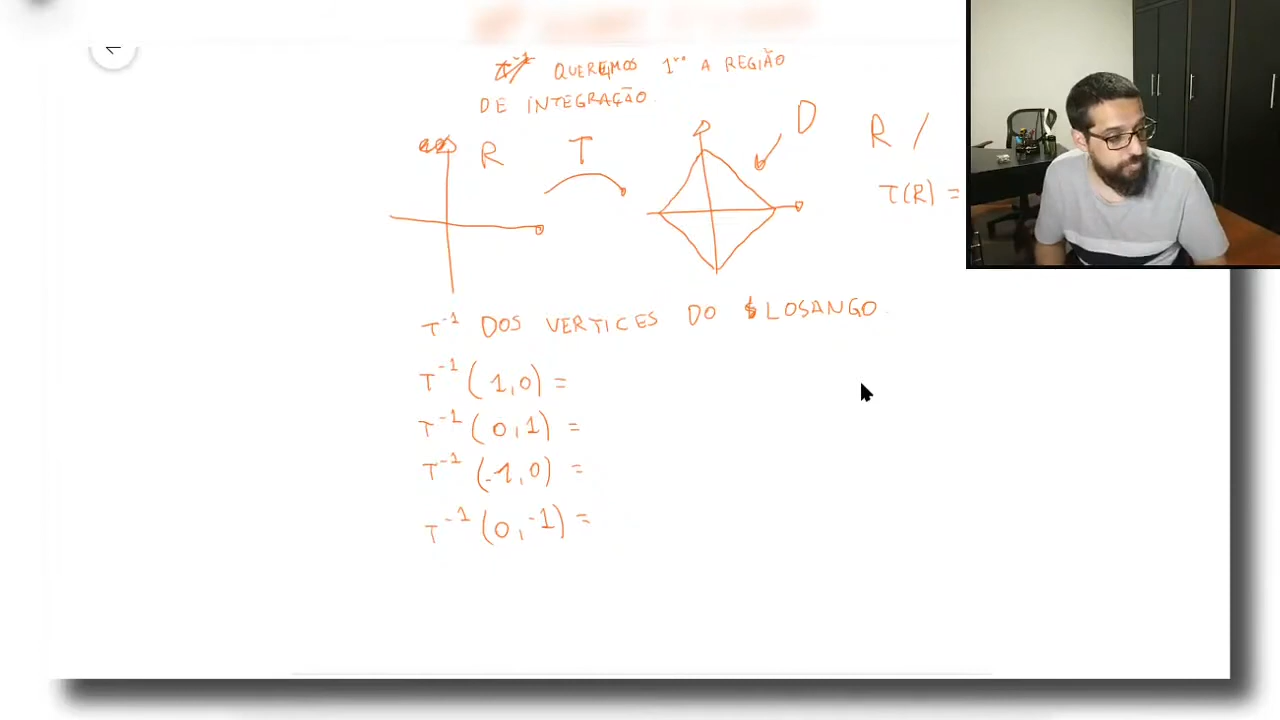 QUEREMOS 1º A REGIÃO
DE INTEGRAÇÃO
R T D R /
T(R) =
T⁻¹ DOS VERTICES DO LOSANGO
T⁻¹(1,0) =
T⁻¹(0,1) =
T⁻¹(-1,0) =
T⁻¹(0,-1) =